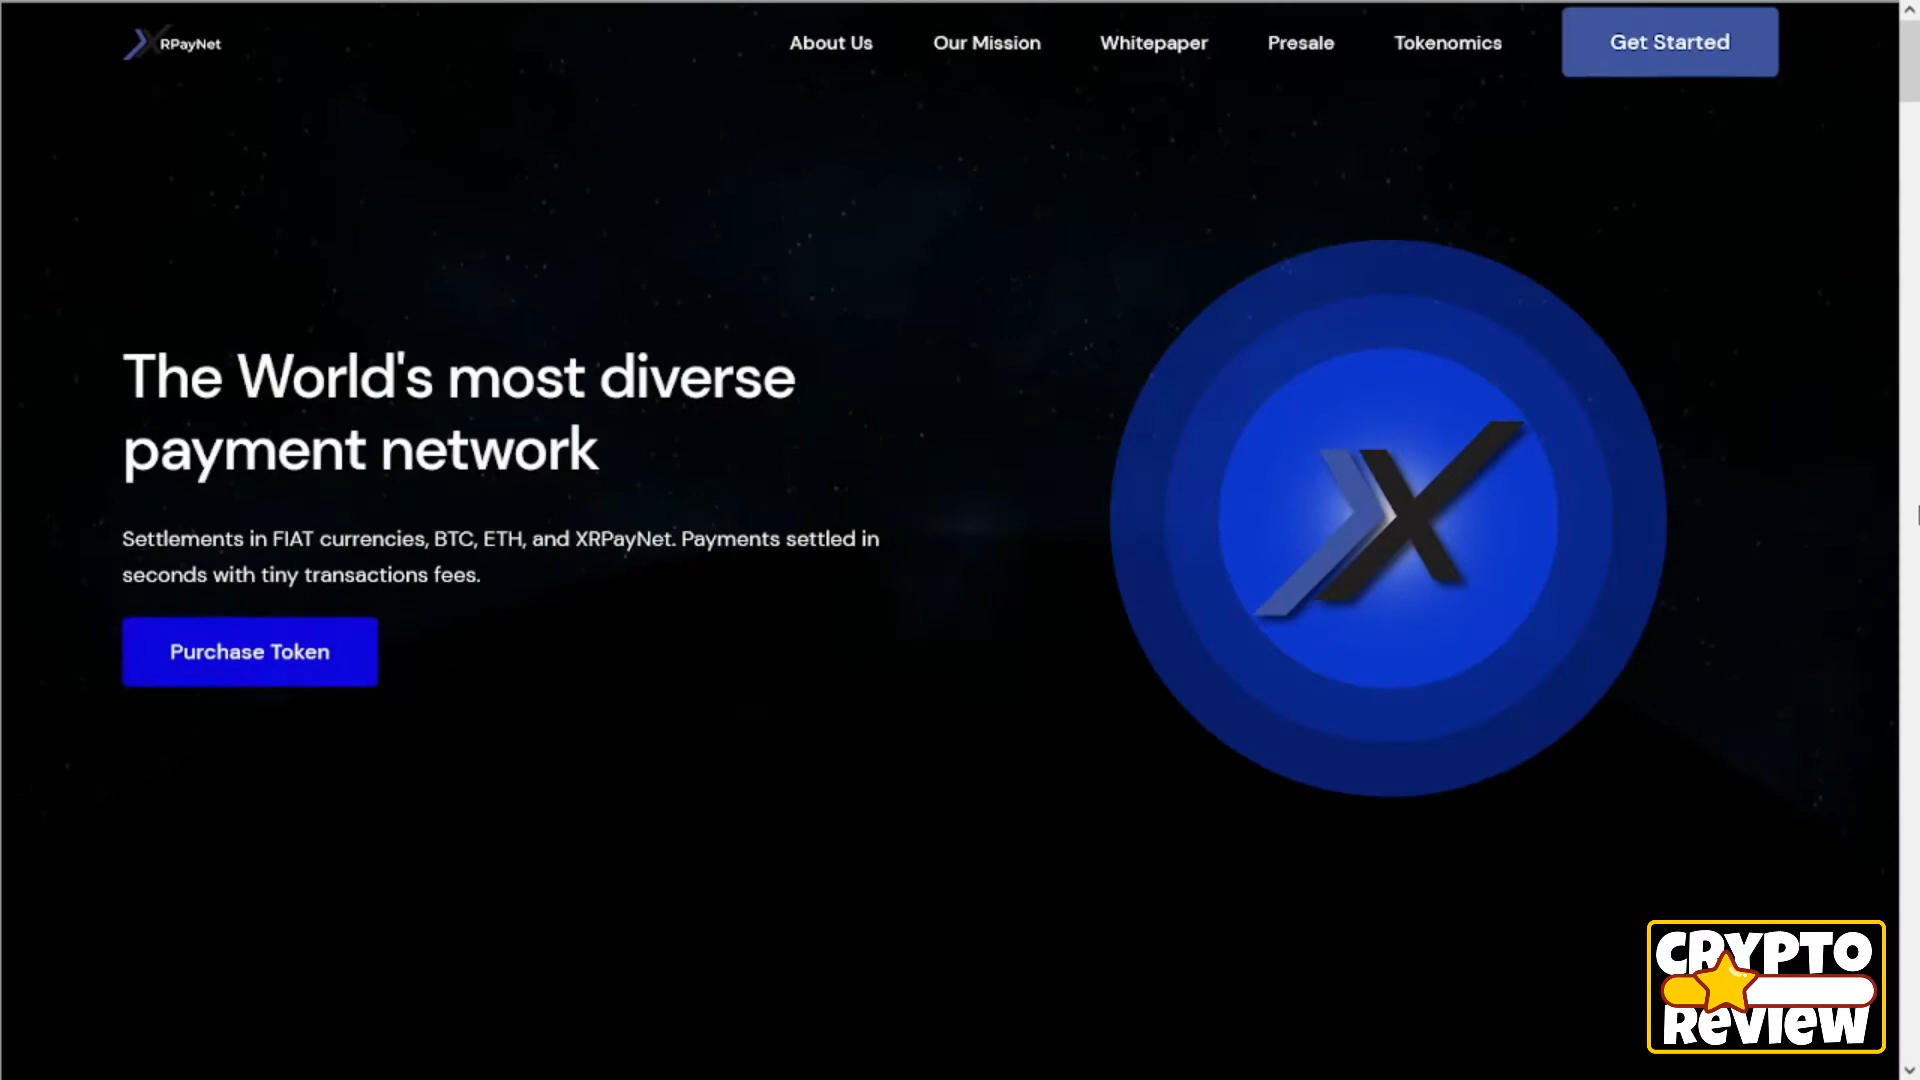 RPayNet
About Us
Our Mission
Whitepaper
Presale
Tokenomics
Get Started
The World's most diverse
payment network
Settlements in FIAT currencies, BTC, ETH, and XRPayNet. Payments settled in
seconds with tiny transactions fees.
Purchase Token
CRYPTO
ReVIeW